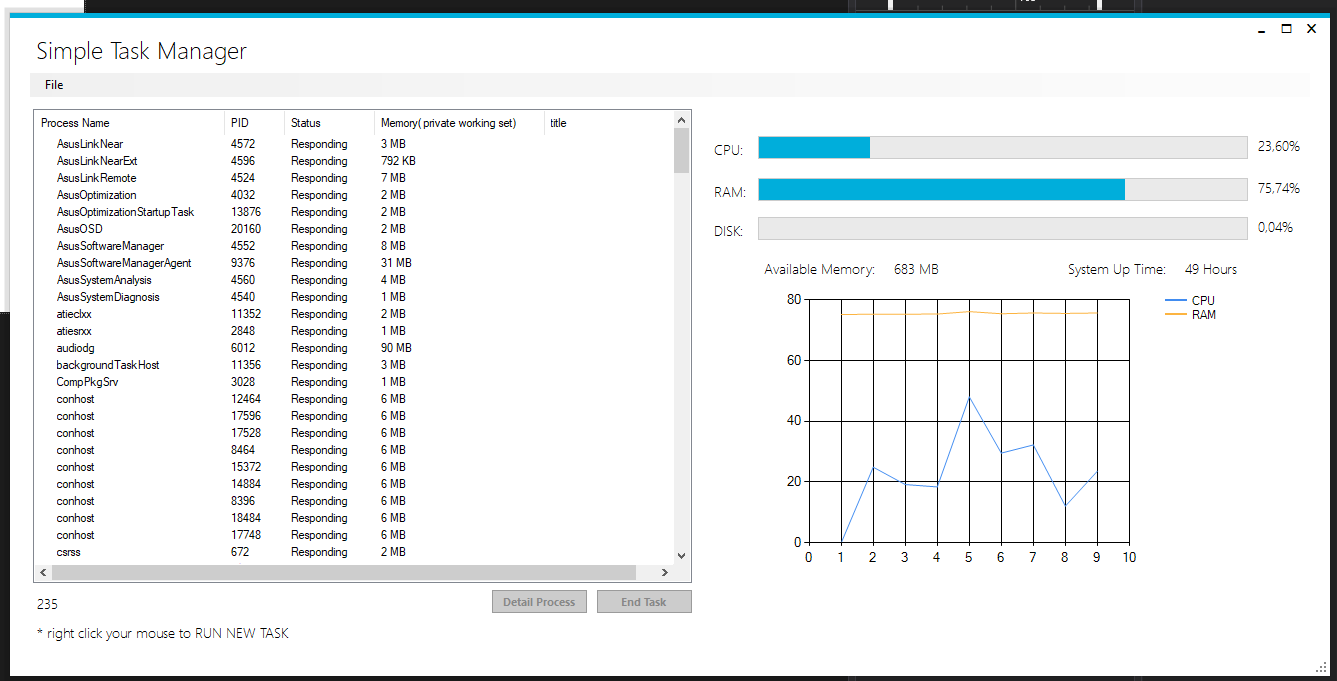 Simple Task Manager
File
Process Name PID Status Memory( private working set) title
AsusLinkNear 4572 Responding 3 MB
AsusLinkNearExt 4596 Responding 792 KB
AsusLinkRemote 4524 Responding 7 MB
AsusOptimization 4032 Responding 2 MB
AsusOptimizationStartupTask 13876 Responding 2 MB
AsusOSD 20160 Responding 2 MB
AsusSoftwareManager 4552 Responding 8 MB
AsusSoftwareManagerAgent 9376 Responding 31 MB
AsusSystemAnalysis 4560 Responding 4 MB
AsusSystemDiagnosis 4540 Responding 1 MB
atieclxx 11352 Responding 2 MB
atiesrxx 2848 Responding 1 MB
audiodg 6012 Responding 90 MB
backgroundTaskHost 11356 Responding 3 MB
CompPkgSrv 3028 Responding 1 MB
conhost 12464 Responding 6 MB
conhost 17596 Responding 6 MB
conhost 17528 Responding 6 MB
conhost 8464 Responding 6 MB
conhost 15372 Responding 6 MB
conhost 14884 Responding 6 MB
conhost 8396 Responding 6 MB
conhost 18484 Responding 6 MB
conhost 17748 Responding 6 MB
csrss 672 Responding 2 MB
235
Detail Process
End Task
* right click your mouse to RUN NEW TASK
CPU: 23,60%
RAM: 75,74%
DISK: 0,04%
Available Memory: 683 MB
System Up Time: 49 Hours
CPU
RAM
80
60
40
20
0
0 1 2 3 4 5 6 7 8 9 10